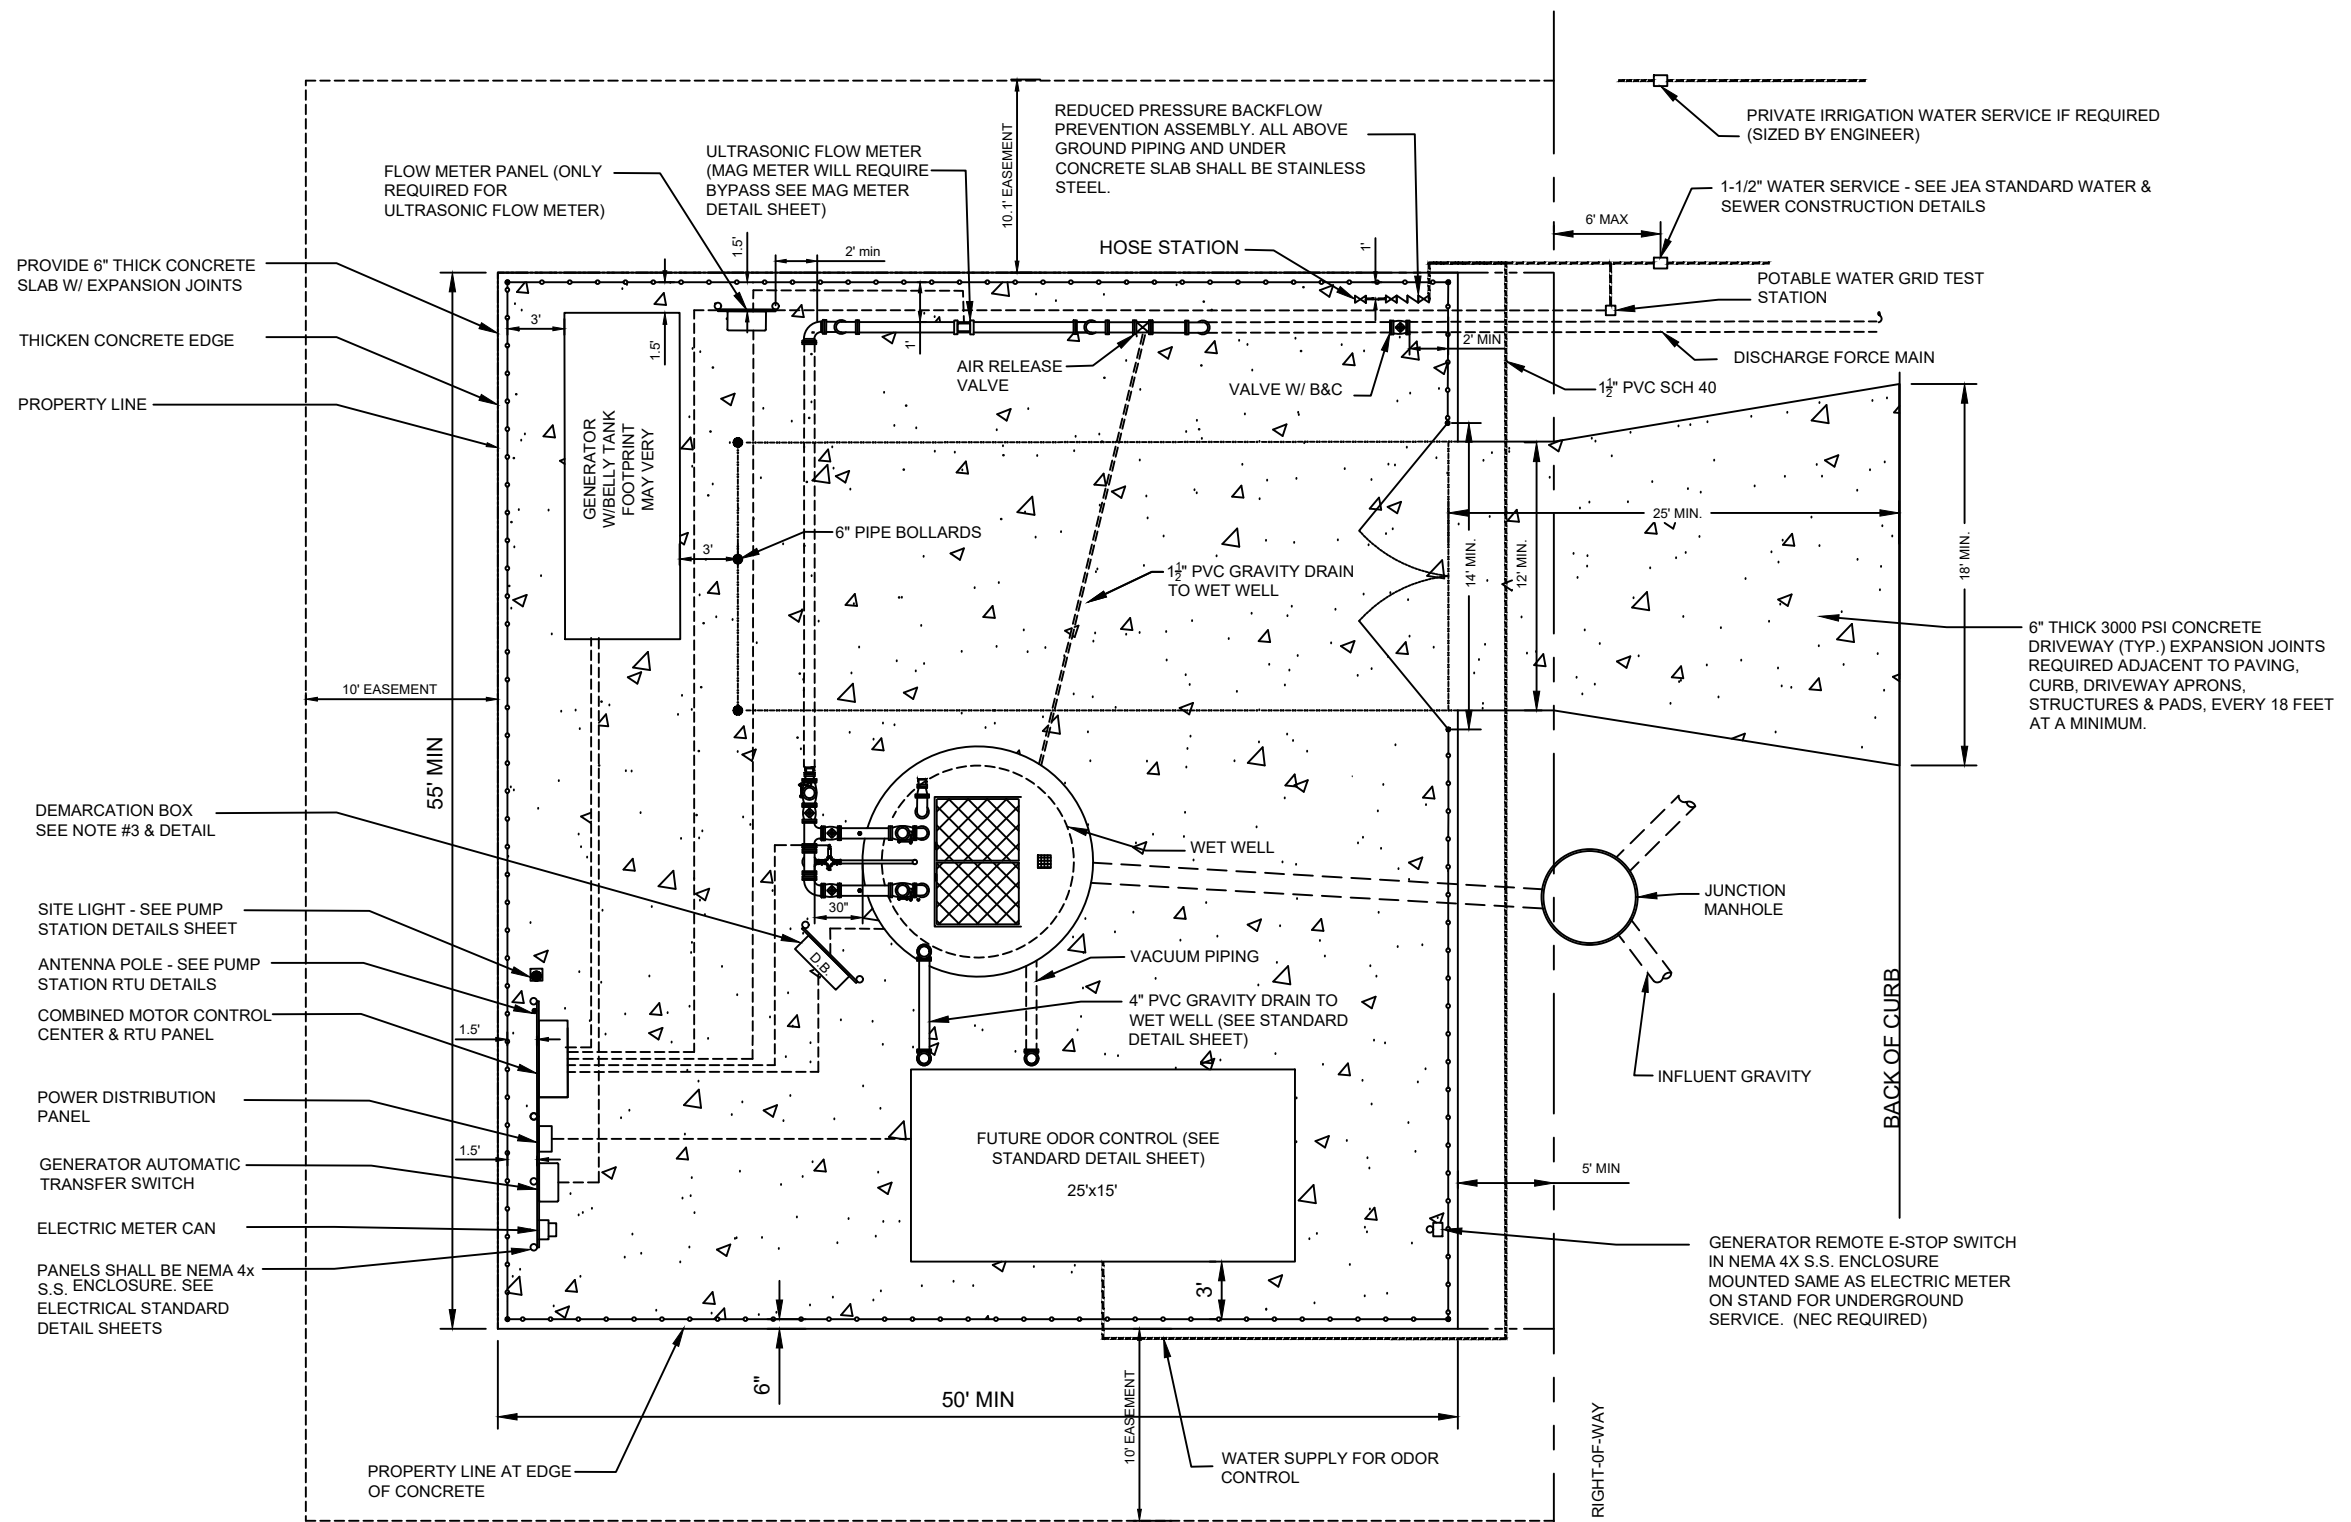 PRIVATE IRRIGATION WATER SERVICE IF REQUIRED
(SIZED BY ENGINEER)
10.1' EASEMENT
REDUCED PRESSURE BACKFLOW
PREVENTION ASSEMBLY. ALL ABOVE
GROUND PIPING AND UNDER
CONCRETE SLAB SHALL BE STAINLESS
STEEL.
ULTRASONIC FLOW METER
(MAG METER WILL REQUIRE
BYPASS SEE MAG METER
DETAIL SHEET)
FLOW METER PANEL (ONLY
REQUIRED FOR
ULTRASONIC FLOW METER)
1-1/2" WATER SERVICE - SEE JEA STANDARD WATER &
SEWER CONSTRUCTION DETAILS
6' MAX
1.5'
2' min
HOSE STATION
1'
PROVIDE 6" THICK CONCRETE
SLAB W/ EXPANSION JOINTS
POTABLE WATER GRID TEST
STATION
3'
1.5'
1'
THICKEN CONCRETE EDGE
2' MIN
DISCHARGE FORCE MAIN
AIR RELEASE
VALVE
VALVE W/ B&C
1½" PVC SCH 40
PROPERTY LINE
GENERATOR
W/BELLY TANK
FOOTPRINT
MAY VERY
25' MIN.
6" PIPE BOLLARDS
3'
14' MIN.
12' MIN.
18' MIN.
1½" PVC GRAVITY DRAIN
TO WET WELL
6" THICK 3000 PSI CONCRETE
DRIVEWAY (TYP.) EXPANSION JOINTS
REQUIRED ADJACENT TO PAVING,
CURB, DRIVEWAY APRONS,
STRUCTURES & PADS, EVERY 18 FEET
AT A MINIMUM.
10' EASEMENT
55' MIN
DEMARCATION BOX
SEE NOTE #3 & DETAIL
WET WELL
JUNCTION
MANHOLE
30"
SITE LIGHT - SEE PUMP
STATION DETAILS SHEET
D.B.
VACUUM PIPING
ANTENNA POLE - SEE PUMP
STATION RTU DETAILS
4" PVC GRAVITY DRAIN TO
WET WELL (SEE STANDARD
DETAIL SHEET)
COMBINED MOTOR CONTROL
CENTER & RTU PANEL
1.5'
BACK OF CURB
INFLUENT GRAVITY
POWER DISTRIBUTION
PANEL
1.5'
FUTURE ODOR CONTROL (SEE
STANDARD DETAIL SHEET)
25'x15'
GENERATOR AUTOMATIC
TRANSFER SWITCH
5' MIN
ELECTRIC METER CAN
GENERATOR REMOTE E-STOP SWITCH
IN NEMA 4X S.S. ENCLOSURE
MOUNTED SAME AS ELECTRIC METER
ON STAND FOR UNDERGROUND
SERVICE.  (NEC REQUIRED)
PANELS SHALL BE NEMA 4x
S.S. ENCLOSURE. SEE
ELECTRICAL STANDARD
DETAIL SHEETS
3'
6"
50' MIN
10' EASEMENT
RIGHT-0F-WAY
WATER SUPPLY FOR ODOR
CONTROL
PROPERTY LINE AT EDGE
OF CONCRETE